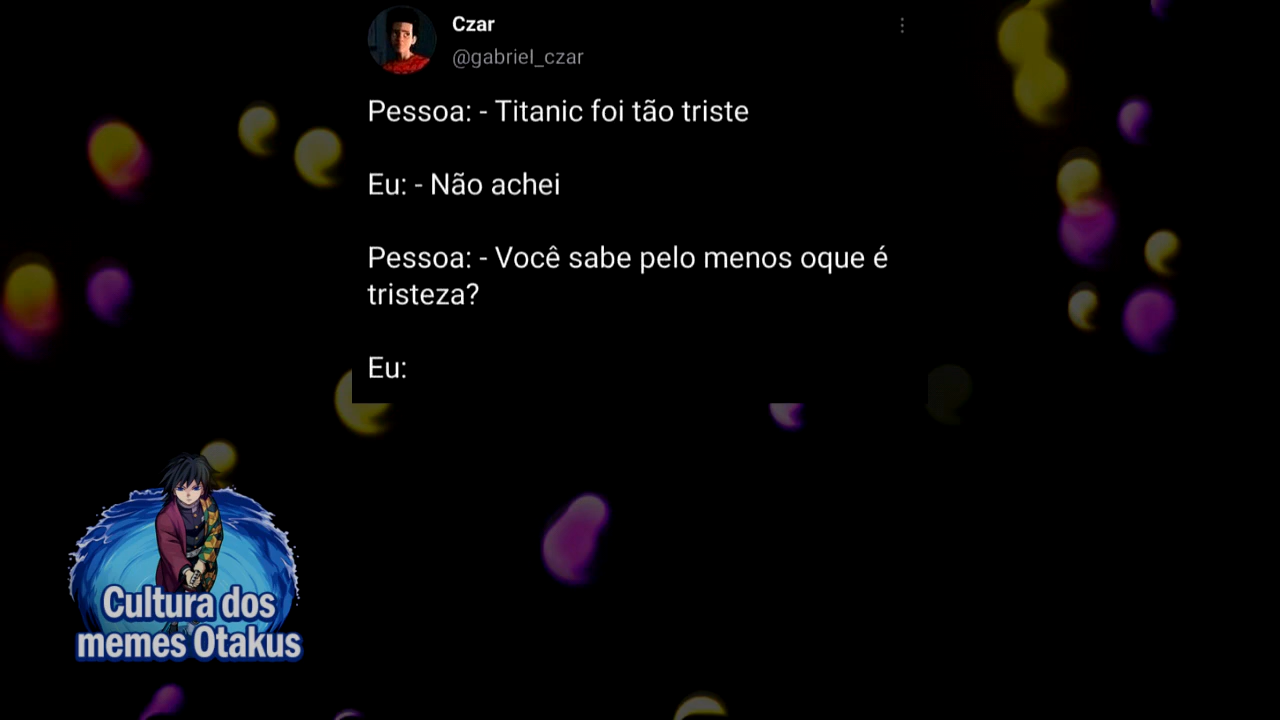 Czar
@gabriel_czar
Pessoa: - Titanic foi tão triste
Eu: - Não achei
Pessoa: - Você sabe pelo menos oque é
tristeza?
Eu:
Cultura dos
memes Otakus